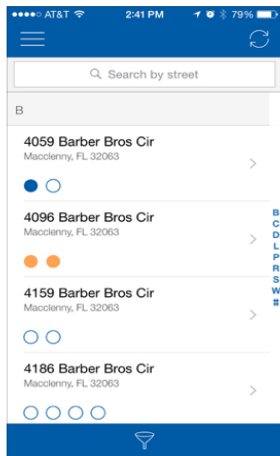 AT&T 2:41 PM 79%
Search by street
B
4059 Barber Bros Cir
Macclenny, FL 32063
4096 Barber Bros Cir
Macclenny, FL 32063
4159 Barber Bros Cir
Macclenny, FL 32063
4186 Barber Bros Cir
Macclenny, FL 32063
B
C
D
L
P
R
S
W
#